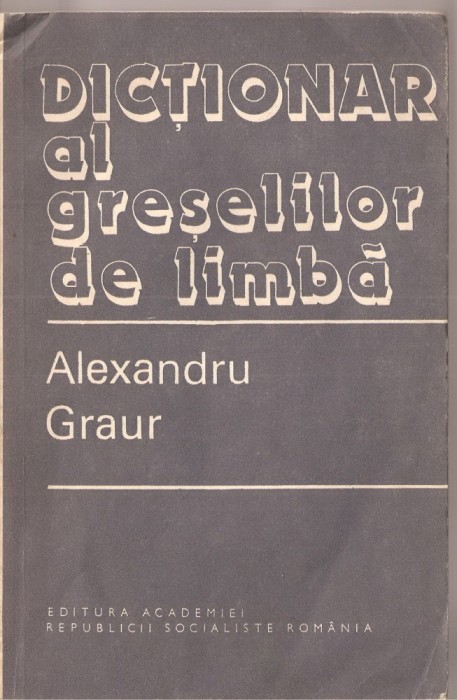 DICȚIONAR
al
greșelilor
de limbă
Alexandru
Graur
EDITURA ACADEMIEI
REPUBLICII SOCIALISTE ROMÂNIA